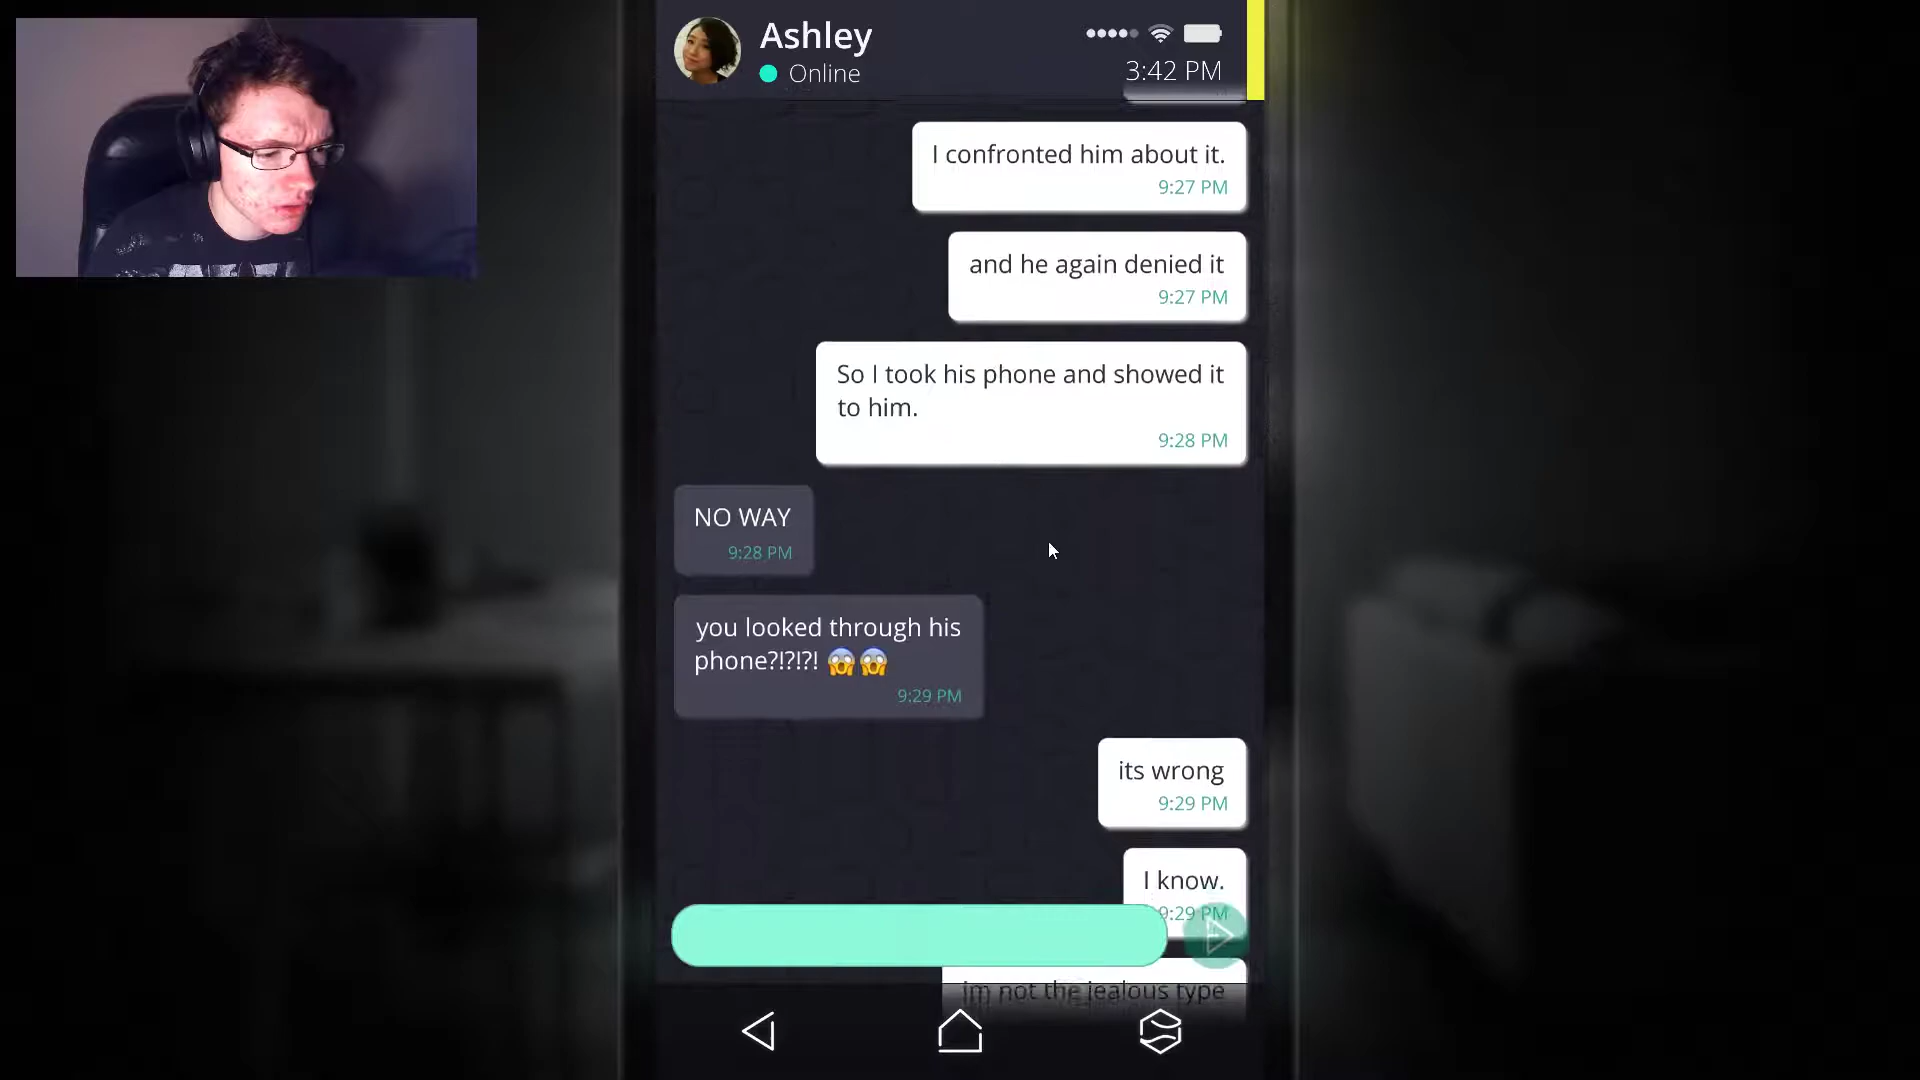 Ashley
Online
3:42 PM
I confronted him about it.
9:27 PM
and he again denied it
9:27 PM
So I took his phone and showed it
to him.
9:28 PM
NO WAY
9:28 PM
you looked through his
phone?!?!?! 😱😱
9:29 PM
its wrong
9:29 PM
I know.
9:29 PM
im not the jealous type